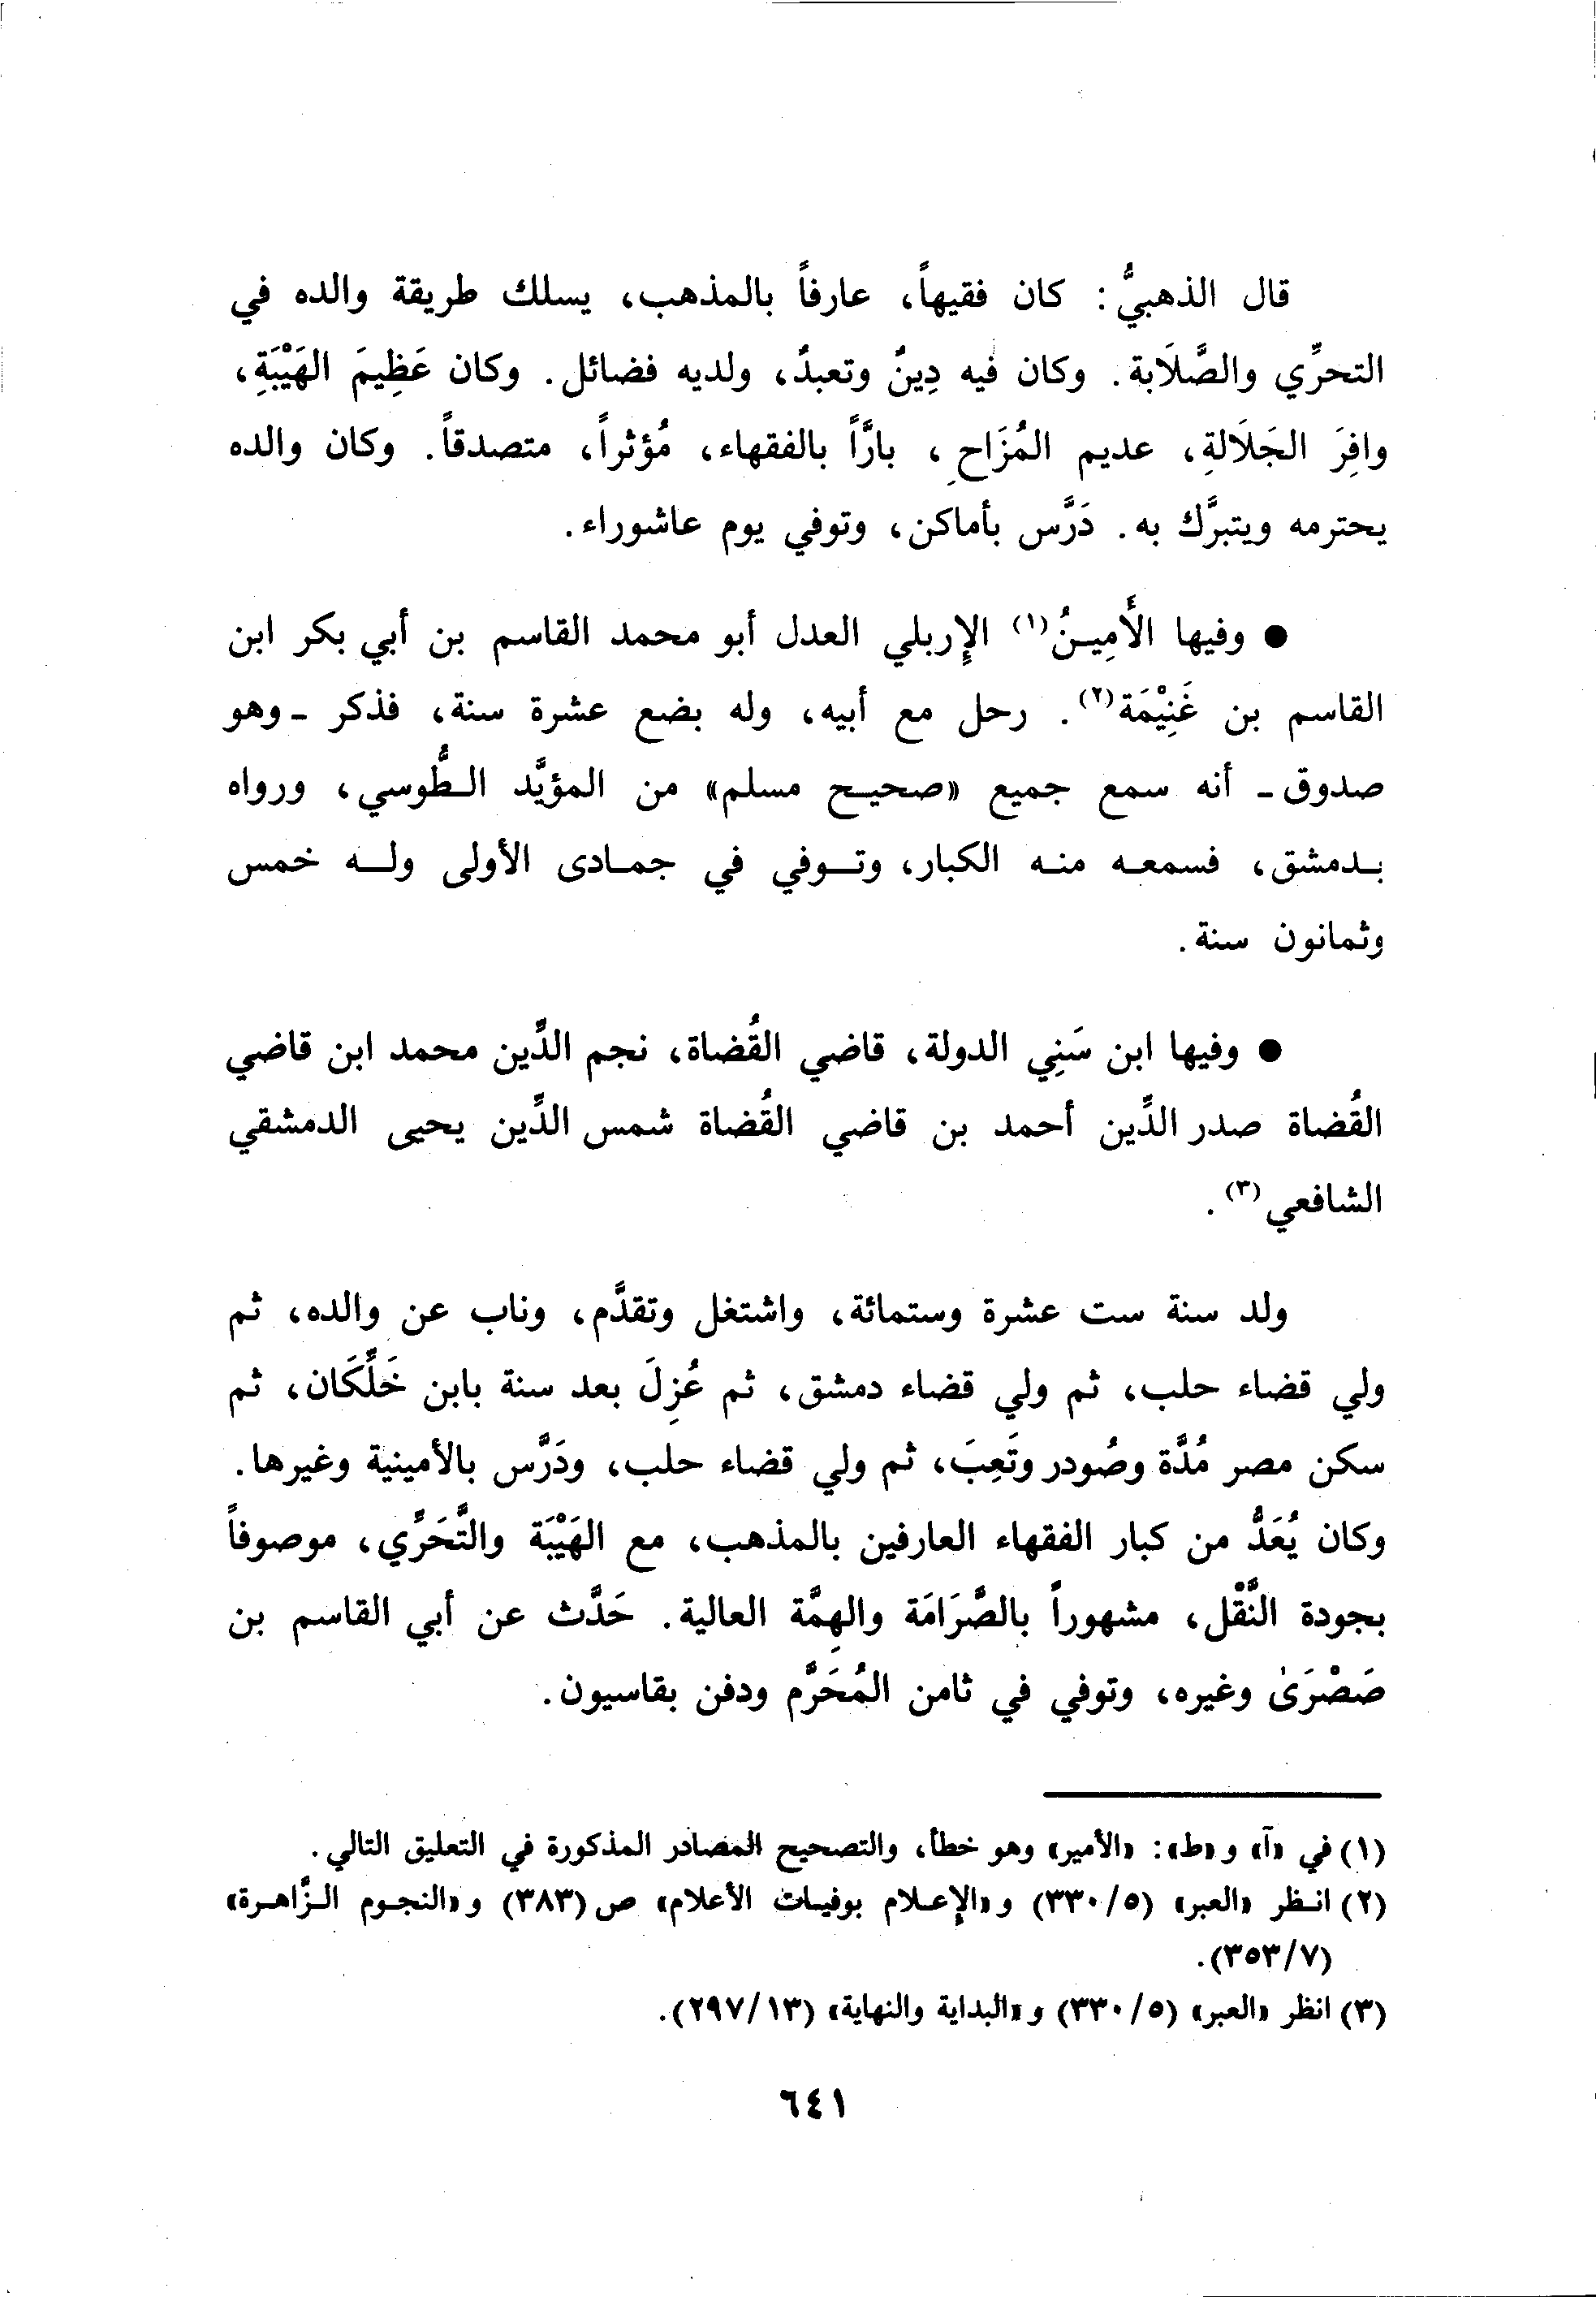 قال الذهبيُّ: كان فقيهاً، عارفاً بالمذهب، يسلك طريقة والده في
التحرِّي والصَّلَابة. وكان فيه دِينٌ وتعبدٌ، ولديه فضائل. وكان عَظِيمَ الهَيْبَةِ،
وافِرَ الجَلَالةِ، عديم المُزَاحِ، بارَّاً بالفقهاء، مُؤثراً، متصدقاً. وكان والده
يحترمه ويتبرَّك به. دَرَّس بأماكن، وتوفي يوم عاشوراء.
● وفيها الأَمِينُ(١) الإربلي العدل أبو محمد القاسم بن أبي بكر ابن
القاسم بن غَنِيْمَة(٢). رحل مع أبيه، وله بضع عشرة سنة، فذكر - وهو
صدوق - أنه سمع جميع «صحيح مسلم» من المؤيَّد الطُّوسي، ورواه
بدمشق، فسمعه منه الكبار، وتوفي في جمادى الأولى وله خمس
وثمانون سنة.
● وفيها ابن سَنِي الدولة، قاضي القُضاة، نجم الدِّين محمد ابن قاضي
القُضاة صدر الدِّين أحمد بن قاضي القُضاة شمس الدِّين يحيى الدمشقي
الشافعي(٣).
ولد سنة ست عشرة وستمائة، واشتغل وتقدَّم، وناب عن والده، ثم
ولي قضاء حلب، ثم ولي قضاء دمشق، ثم عُزِلَ بعد سنة بابن خَلِّكَان، ثم
سكن مصر مُدَّة وصُودر وتَعِبَ، ثم ولي قضاء حلب، ودَرَّس بالأمينية وغيرها.
وكان يُعَدُّ من كبار الفقهاء العارفين بالمذهب، مع الهَيْبَة والتَّحَرِّي، موصوفاً
بجودة النَّقْل، مشهوراً بالصَّرَامَة والهِمَّة العالية. حَدَّث عن أبي القاسم بن
صَصْرَىٰ وغيره، وتوفي في ثامن المُحَرَّم ودفن بقاسيون.
(١) في «آ» و«ط»: «الأمير» وهو خطأ، والتصحيح المصادر المذكورة في التعليق التالي.
(٢) انظر «العبر» (٣٣٠/٥) و«الإعلام بوفيات الأعلام» ص (٣٨٣) و«النجوم الزَّاهرة»
(٣٥٣/٧).
(٣) انظر «العبر» (٣٣٠/٥) و«البداية والنهاية» (٢٩٧/١٣).
٦٤١